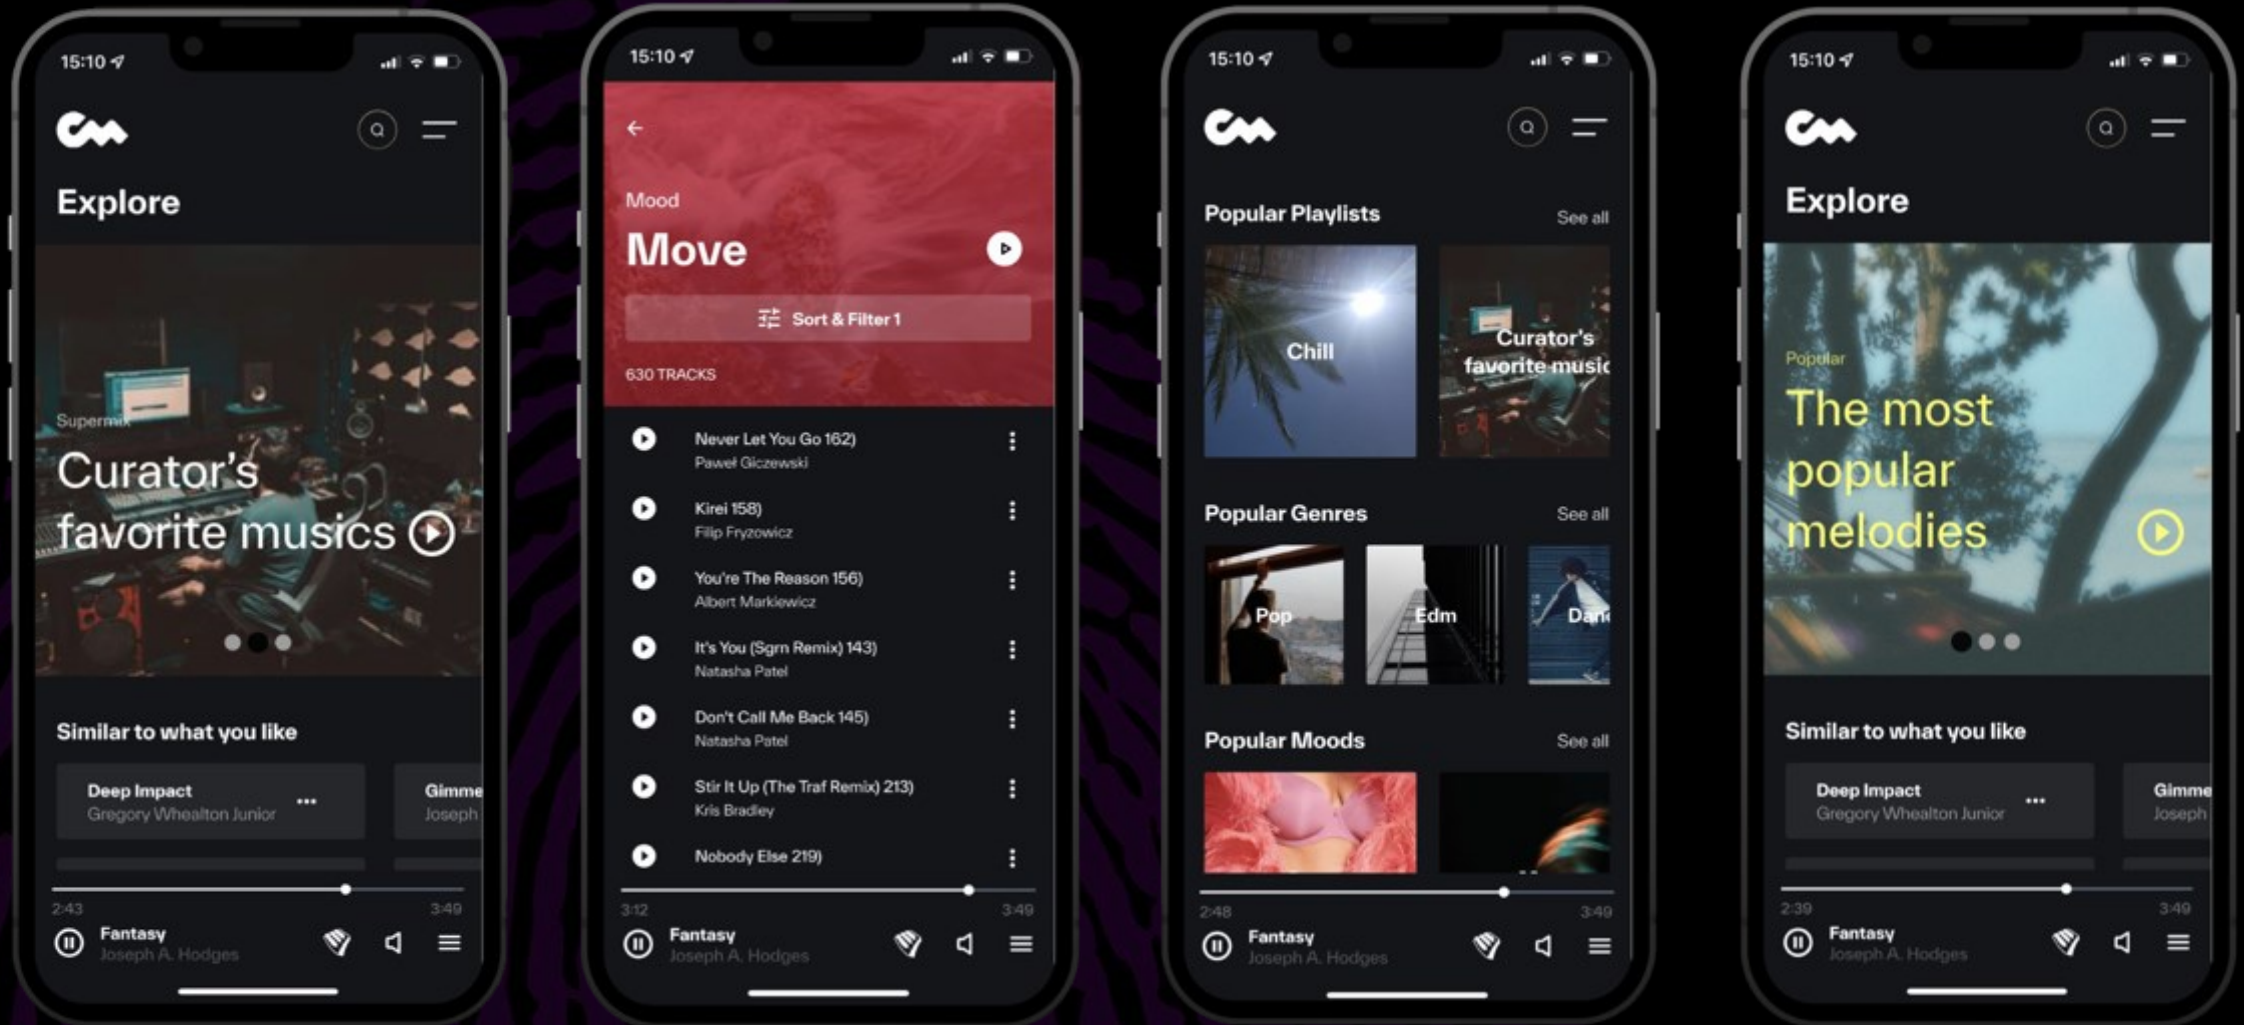 15:10
Explore
Supermix
Curator's
favorite musics
Similar to what you like
Deep Impact
Gregory Whealton Junior
Gimme
Joseph
2:43
3:49
Fantasy
Joseph A. Hodges
15:10
Mood
Move
Sort & Filter 1
630 TRACKS
Never Let You Go 162)
Paweł Giczewski
Kirei 158)
Filip Fryzowicz
You're The Reason 156)
Albert Markiewicz
It's You (Sgrn Remix) 143)
Natasha Patel
Don't Call Me Back 145)
Natasha Patel
Stir It Up (The Traf Remix) 213)
Kris Bradley
Nobody Else 219)
3:12
3:49
Fantasy
Joseph A. Hodges
15:10
Popular Playlists
See all
Chill
Curator's
favorite music
Popular Genres
See all
Pop
Edm
Danc
Popular Moods
See all
2:48
3:49
Fantasy
Joseph A. Hodges
15:10
Explore
Popular
The most
popular
melodies
Similar to what you like
Deep Impact
Gregory Whealton Junior
Gimme
Joseph
2:39
3:49
Fantasy
Joseph A. Hodges